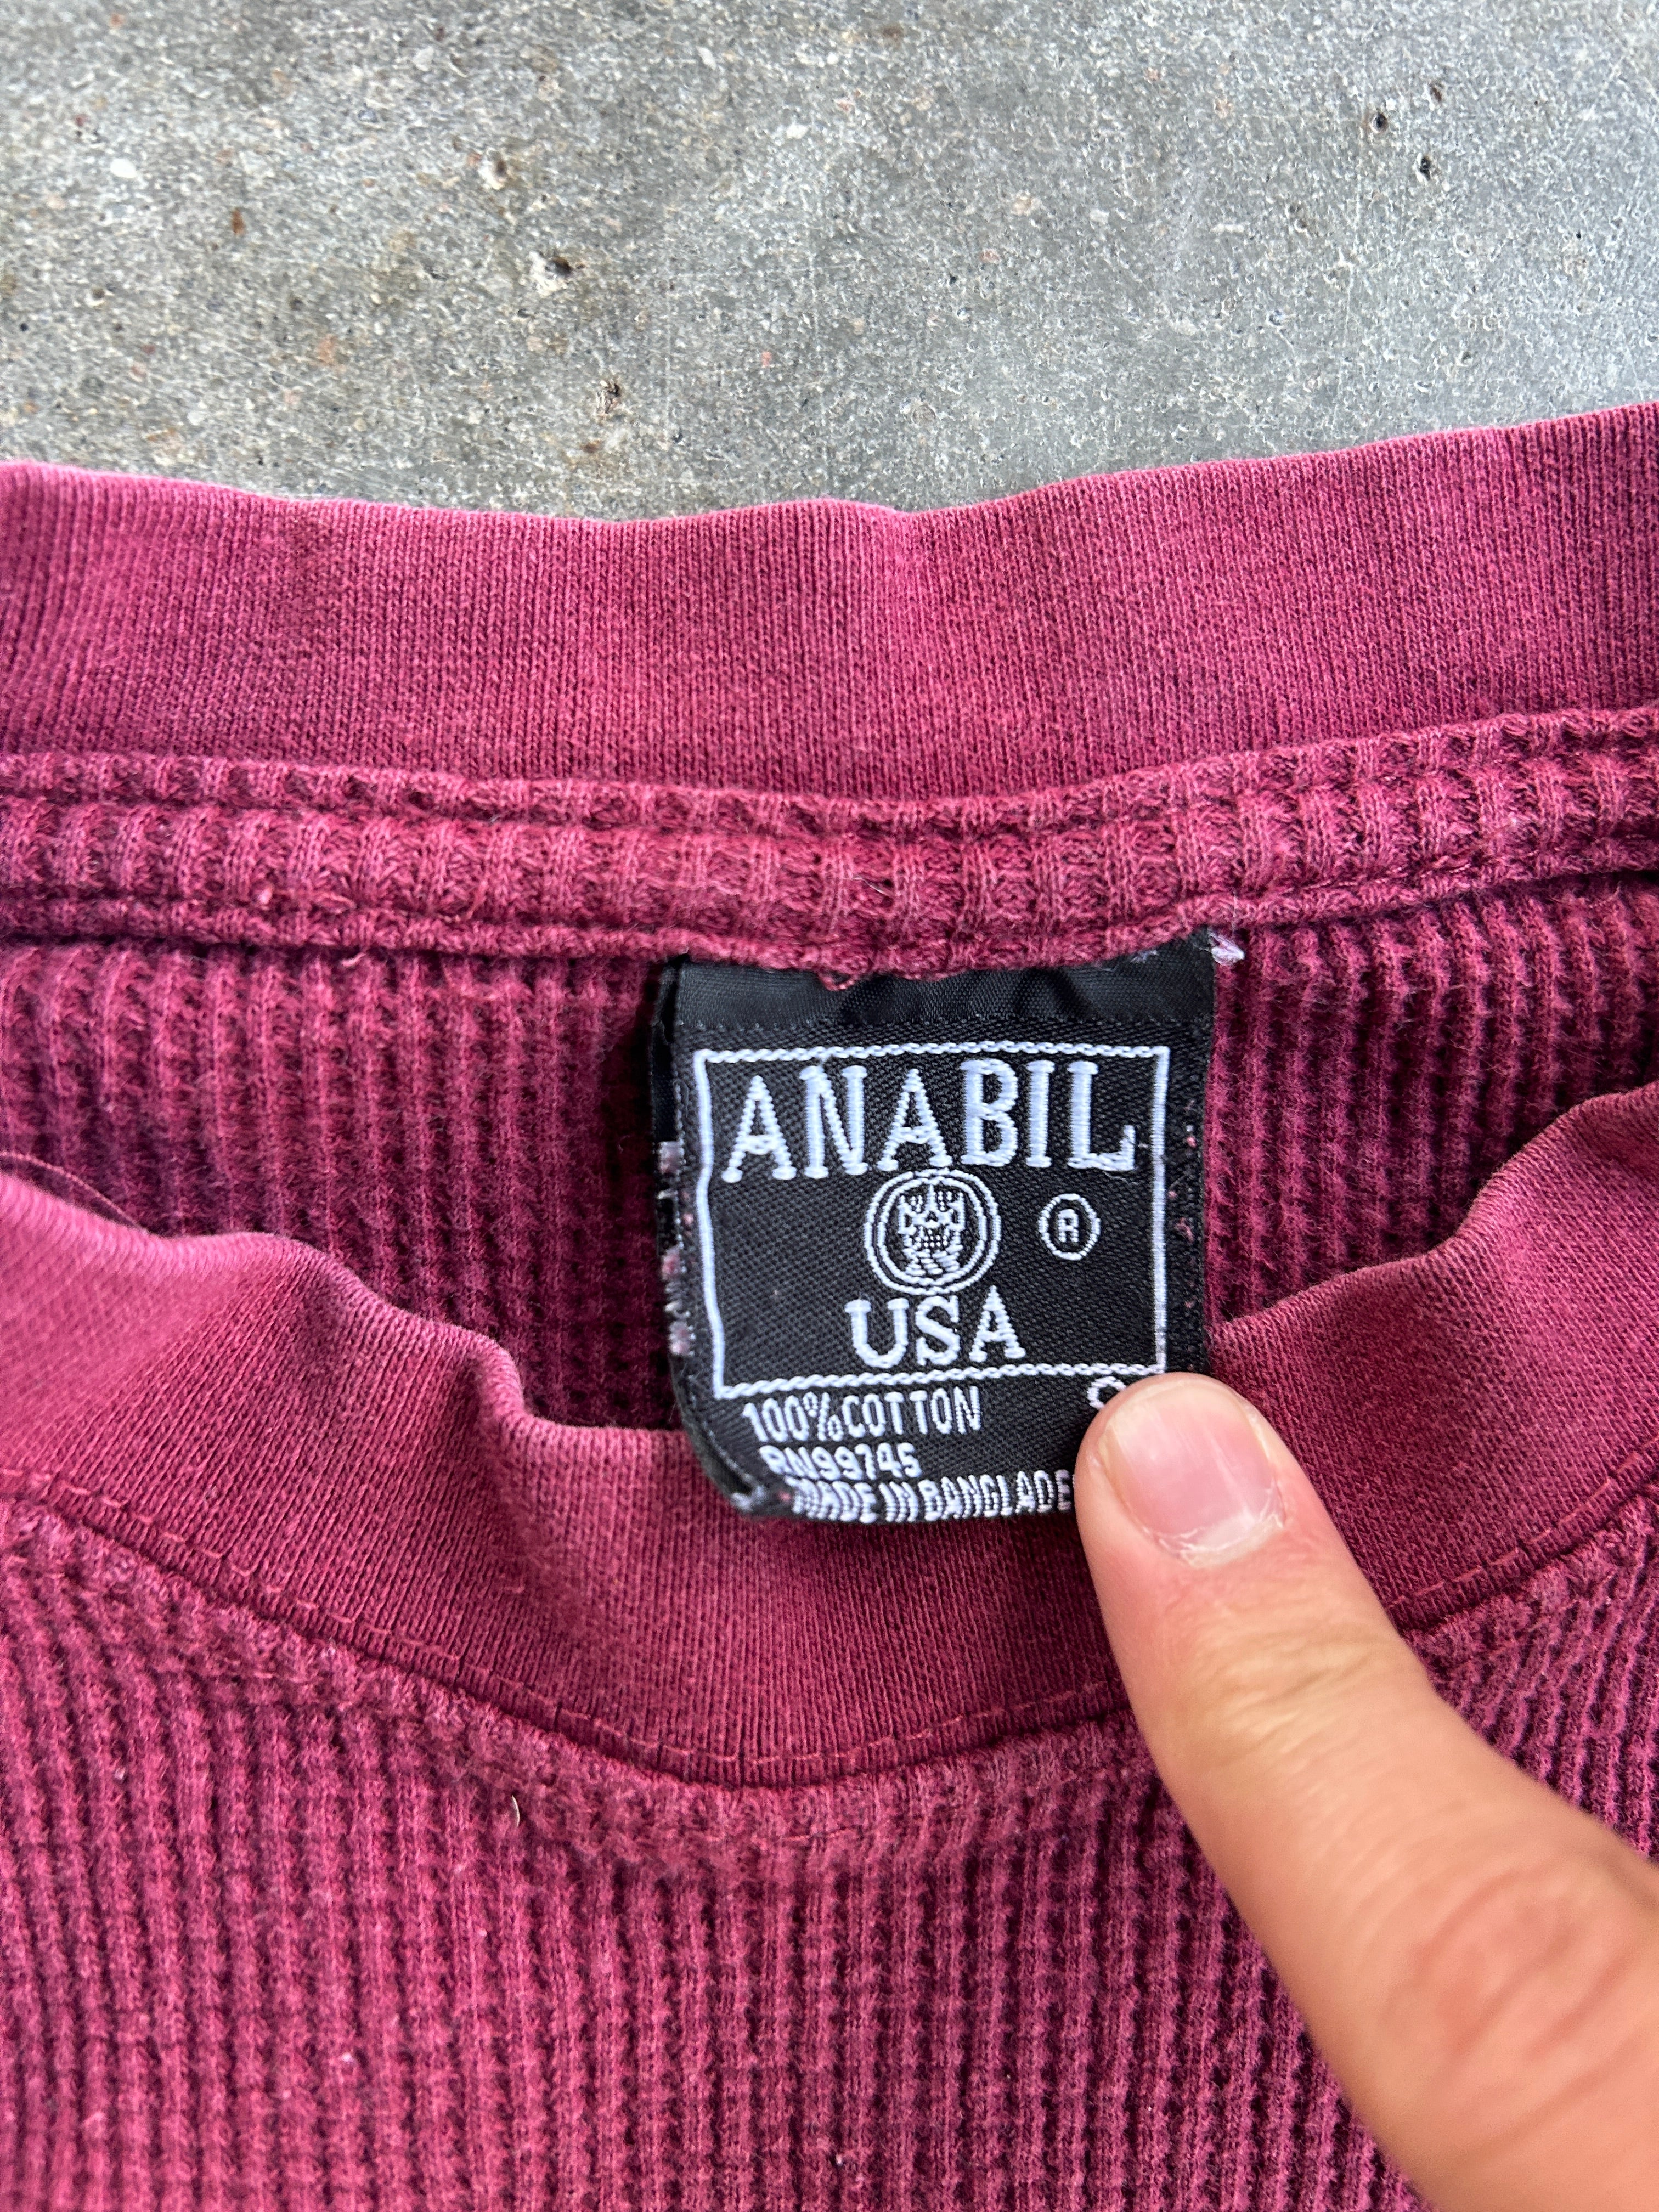 ANABIL
®
USA
100% COTTON
RN99745
MADE IN BANGLADE